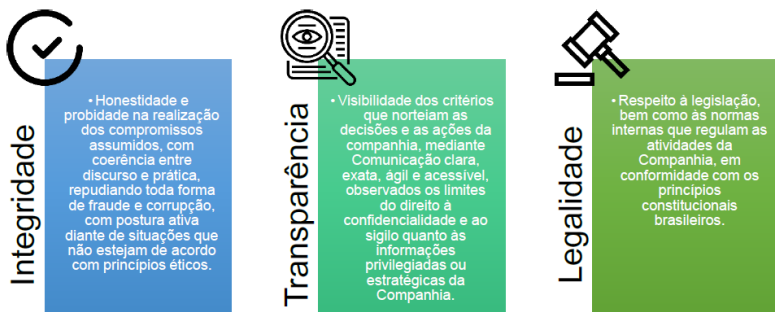 Integridade
• Honestidade e
probidade na realização
dos compromissos
assumidos, com
coerência entre
discurso e prática,
repudiando toda forma
de fraude e corrupção,
com postura ativa
diante de situações que
não estejam de acordo
com princípios éticos.
Transparência
• Visibilidade dos critérios
que norteiam as
decisões e as ações da
companhia, mediante
Comunicação clara,
exata, ágil e acessível,
observados os limites
do direito à
confidencialidade e ao
sigilo quanto às
informações
privilegiadas ou
estratégicas da
Companhia.
Legalidade
• Respeito à legislação,
bem como às normas
internas que regulam as
atividades da
Companhia, em
conformidade com os
princípios
constitucionais
brasileiros.